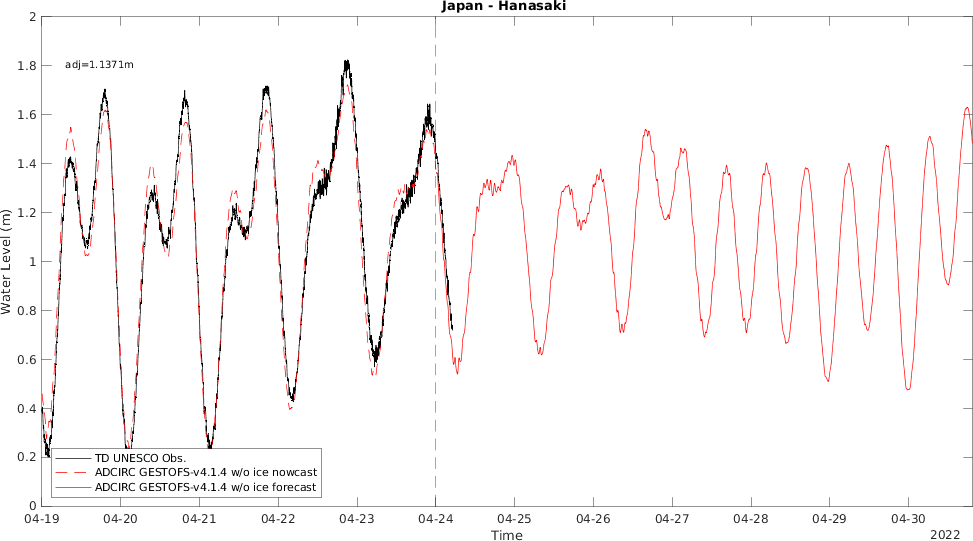 Japan - Hanasaki
adj=1.1371m
Water Level (m)
2
1.8
1.6
1.4
1.2
1
0.8
0.6
0.4
0.2
0
TD UNESCO Obs.
ADCIRC GESTOFS-v4.1.4 w/o ice nowcast
ADCIRC GESTOFS-v4.1.4 w/o ice forecast
04-19 04-20 04-21 04-22 04-23 04-24 04-25 04-26 04-27 04-28 04-29 04-30
Time
2022